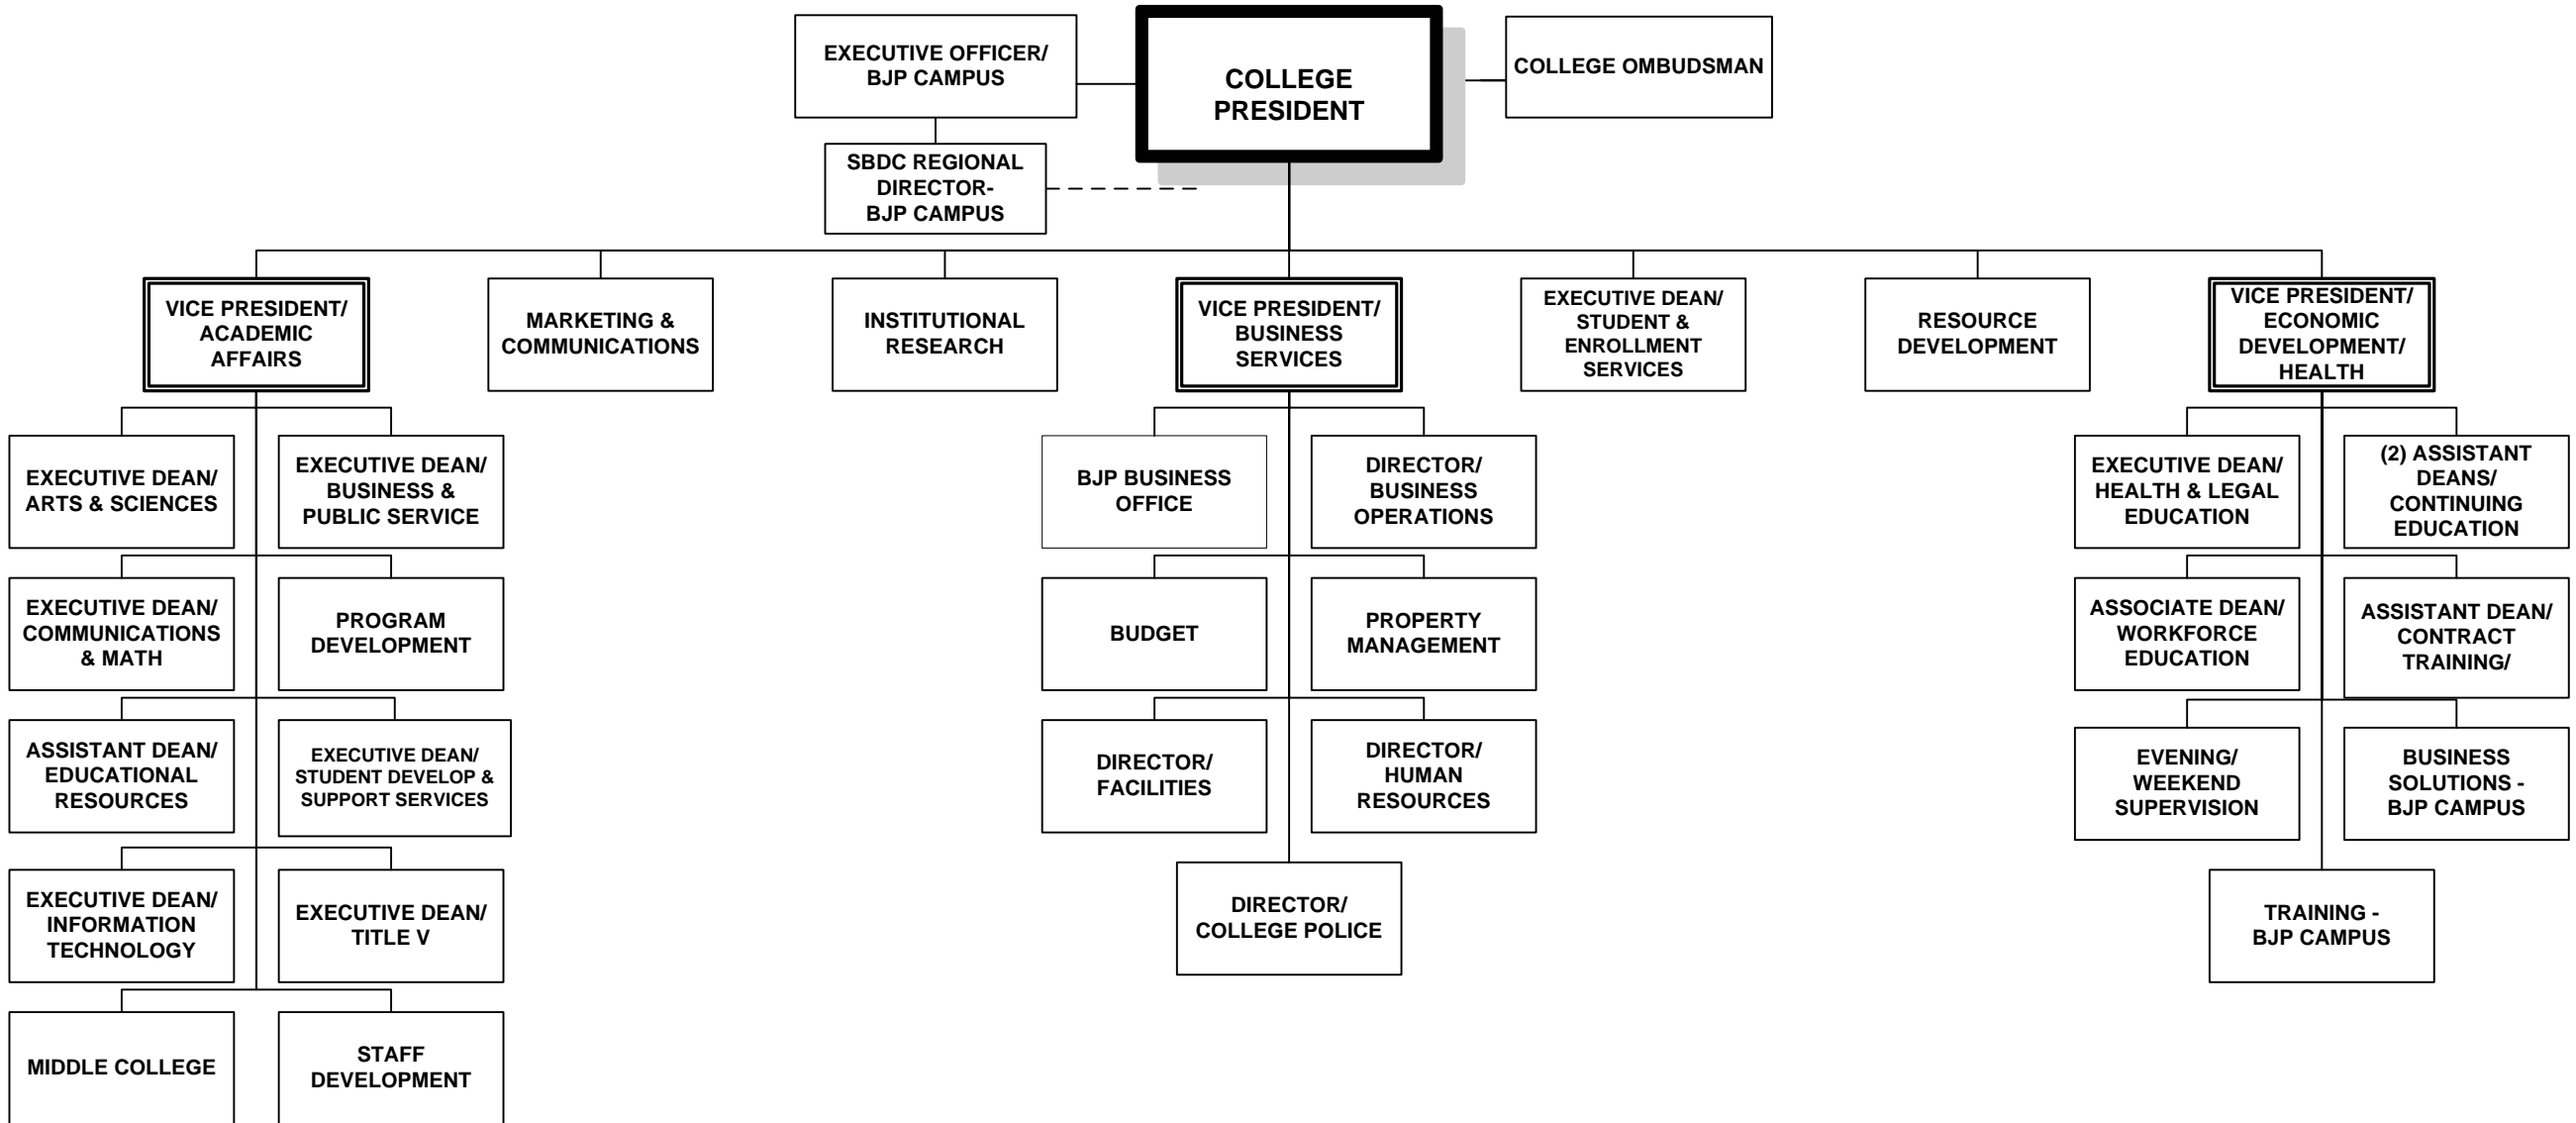 EXECUTIVE OFFICER/
BJP CAMPUS
COLLEGE
PRESIDENT
COLLEGE OMBUDSMAN
SBDC REGIONAL
DIRECTOR-
BJP CAMPUS
VICE PRESIDENT/
ACADEMIC
AFFAIRS
MARKETING &
COMMUNICATIONS
INSTITUTIONAL
RESEARCH
VICE PRESIDENT/
BUSINESS
SERVICES
EXECUTIVE DEAN/
STUDENT &
ENROLLMENT
SERVICES
RESOURCE
DEVELOPMENT
VICE PRESIDENT/
ECONOMIC
DEVELOPMENT/
HEALTH
EXECUTIVE DEAN/
ARTS & SCIENCES
EXECUTIVE DEAN/
BUSINESS &
PUBLIC SERVICE
BJP BUSINESS
OFFICE
DIRECTOR/
BUSINESS
OPERATIONS
EXECUTIVE DEAN/
HEALTH & LEGAL
EDUCATION
(2) ASSISTANT
DEANS/
CONTINUING
EDUCATION
EXECUTIVE DEAN/
COMMUNICATIONS
& MATH
PROGRAM
DEVELOPMENT
BUDGET
PROPERTY
MANAGEMENT
ASSOCIATE DEAN/
WORKFORCE
EDUCATION
ASSISTANT DEAN/
CONTRACT
TRAINING/
ASSISTANT DEAN/
EDUCATIONAL
RESOURCES
EXECUTIVE DEAN/
STUDENT DEVELOP &
SUPPORT SERVICES
DIRECTOR/
FACILITIES
DIRECTOR/
HUMAN
RESOURCES
EVENING/
WEEKEND
SUPERVISION
BUSINESS
SOLUTIONS -
BJP CAMPUS
EXECUTIVE DEAN/
INFORMATION
TECHNOLOGY
EXECUTIVE DEAN/
TITLE V
DIRECTOR/
COLLEGE POLICE
TRAINING -
BJP CAMPUS
MIDDLE COLLEGE
STAFF
DEVELOPMENT